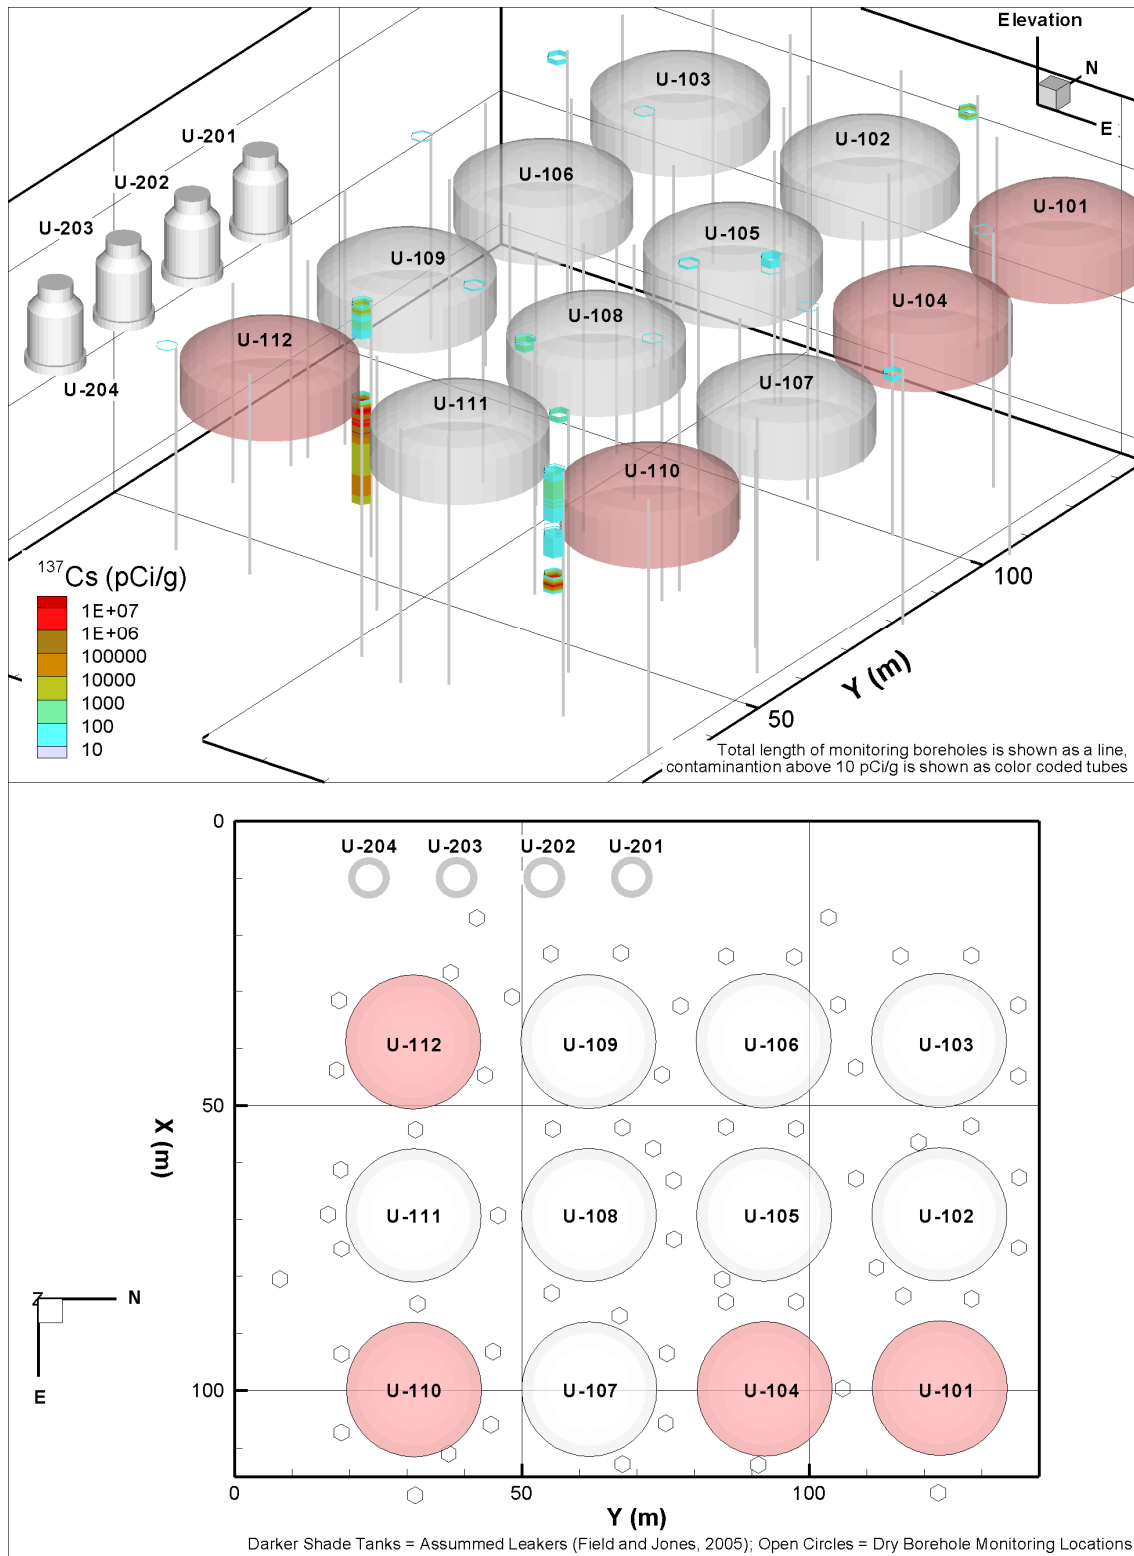 Elevation
N
E
U-103
U-201
U-102
U-202
U-106
U-101
U-203
U-105
U-109
U-104
U-108
U-112
U-107
U-204
U-111
U-110
137Cs (pCi/g)
1E+07
1E+06
100000
10000
1000
100
10
100
Y (m)
50
Total length of monitoring boreholes is shown as a line,
contaminantion above 10 pCi/g is shown as color coded tubes
0
U-204 U-203 U-202 U-201
U-112 U-109 U-106 U-103
50
X (m)
U-111 U-108 U-105 U-102
Z N
E
100
U-110 U-107 U-104 U-101
0 50 100
Y (m)
Darker Shade Tanks = Assummed Leakers (Field and Jones, 2005); Open Circles = Dry Borehole Monitoring Locations